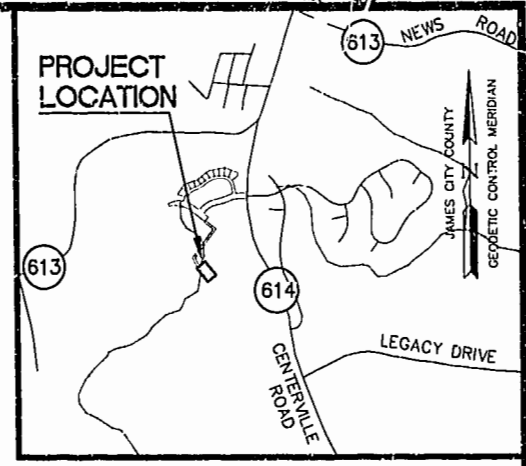 613
NEWS ROAD
PROJECT
LOCATION
JAMES CITY COUNTY
GEODETIC CONTROL MERIDIAN
N
613
614
CENTERVILLE
ROAD
LEGACY DRIVE